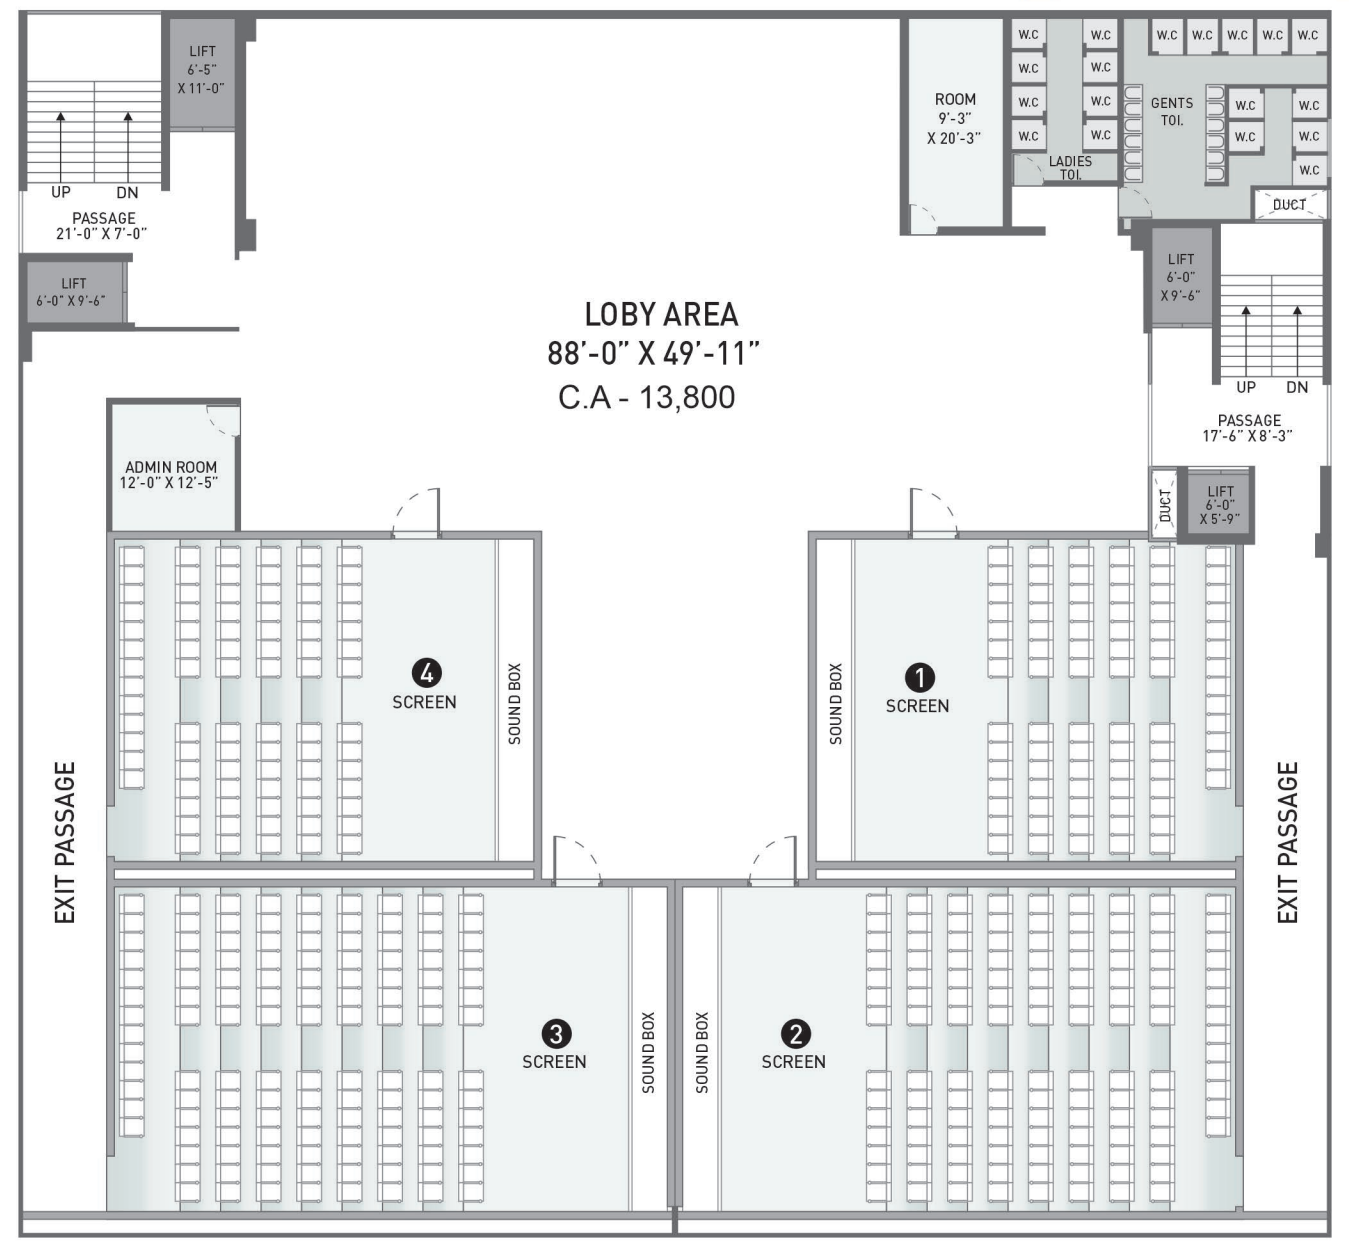 LIFT
6'-5"
X 11'-0"
UP
DN
PASSAGE
21'-0" X 7'-0"
LIFT
6'-0" X 9'-6"
ROOM
9'-3"
X 20'-3"
W.C
W.C
W.C
W.C
W.C
W.C
W.C
W.C
LADIES
TOI.
W.C
W.C
W.C
W.C
W.C
GENTS
TOI.
W.C
W.C
W.C
W.C
W.C
DUCT
LIFT
6'-0"
X 9'-6"
UP
DN
PASSAGE
17'-6" X 8'-3"
DUCT
LIFT
6'-0"
X 5'-9"
LOBY AREA
88'-0" X 49'-11"
C.A - 13,800
ADMIN ROOM
12'-0" X 12'-5"
4
SCREEN
SOUND BOX
SOUND BOX
1
SCREEN
EXIT PASSAGE
EXIT PASSAGE
3
SCREEN
SOUND BOX
SOUND BOX
2
SCREEN